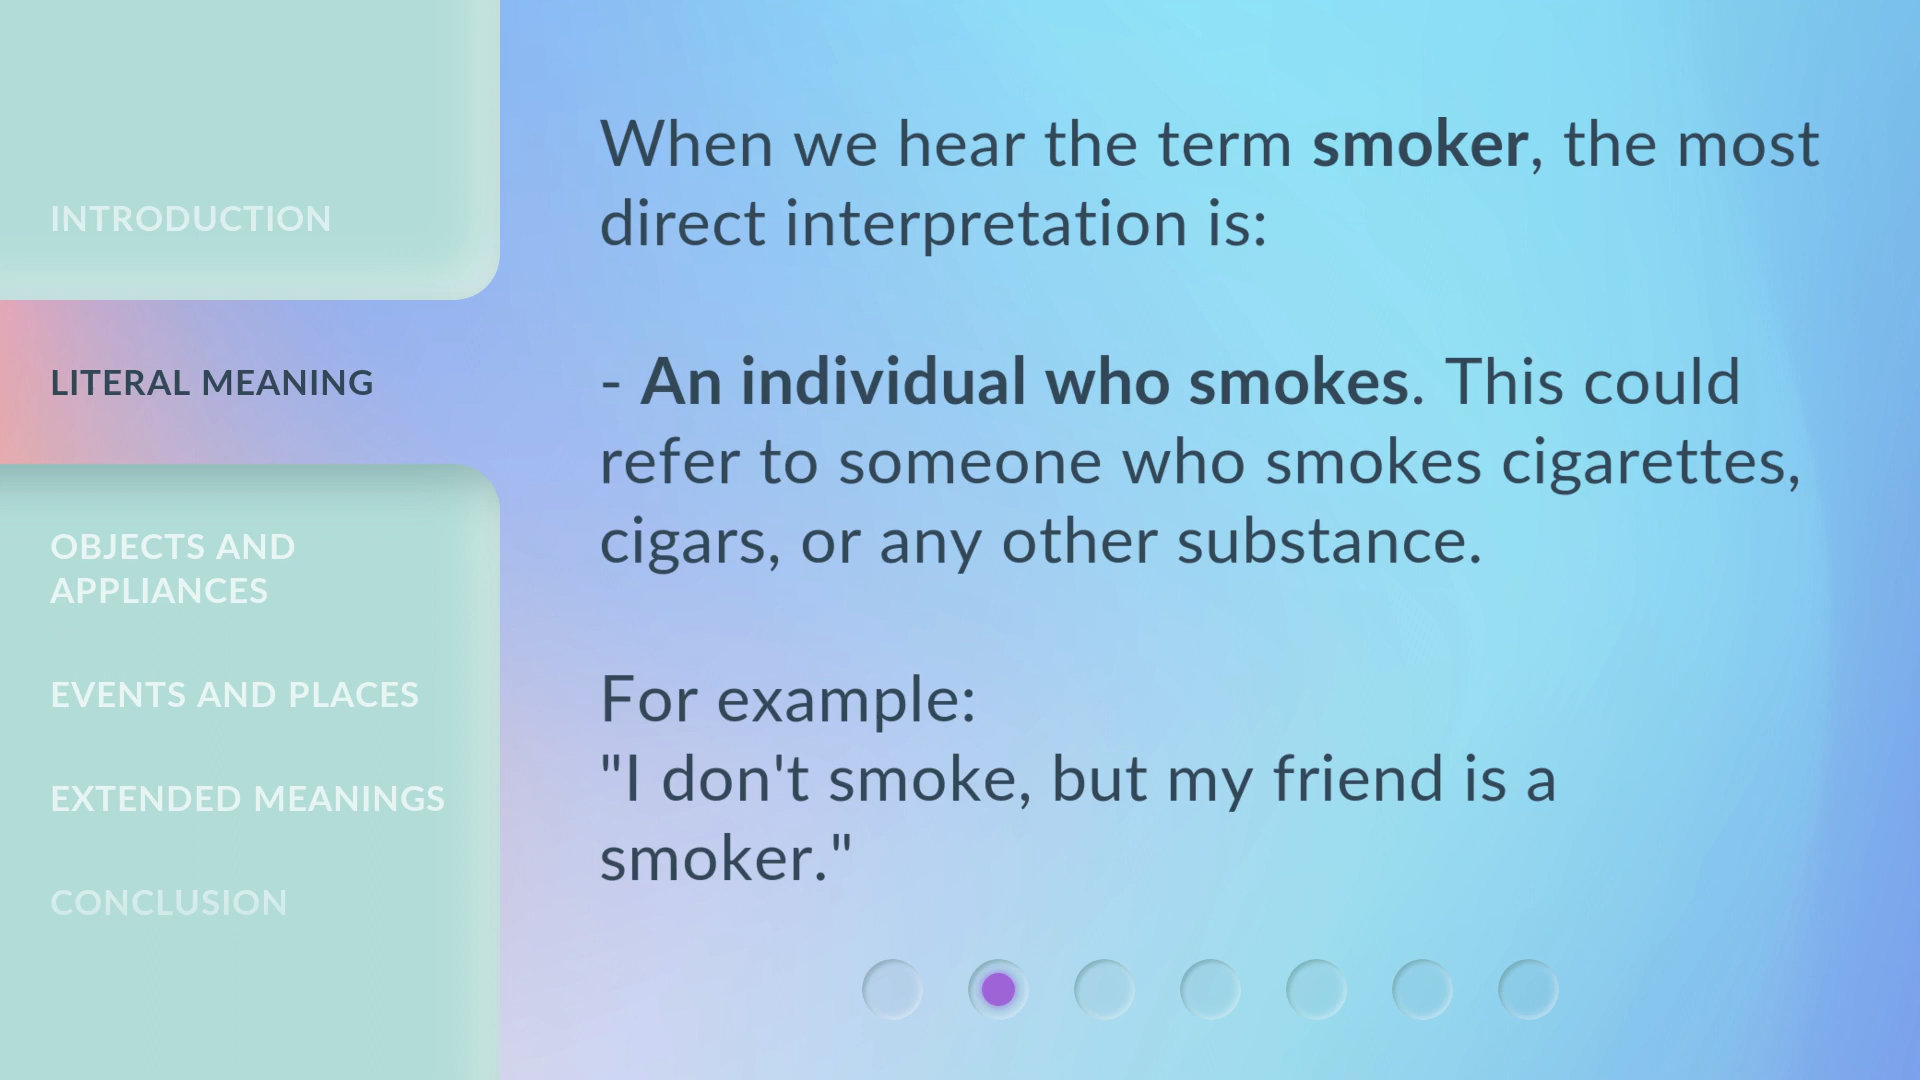 INTRODUCTION
LITERAL MEANING
OBJECTS AND
APPLIANCES
EVENTS AND PLACES
EXTENDED MEANINGS
CONCLUSION
When we hear the term smoker, the most
direct interpretation is:
- An individual who smokes. This could
refer to someone who smokes cigarettes,
cigars, or any other substance.
For example:
"I don't smoke, but my friend is a
smoker."